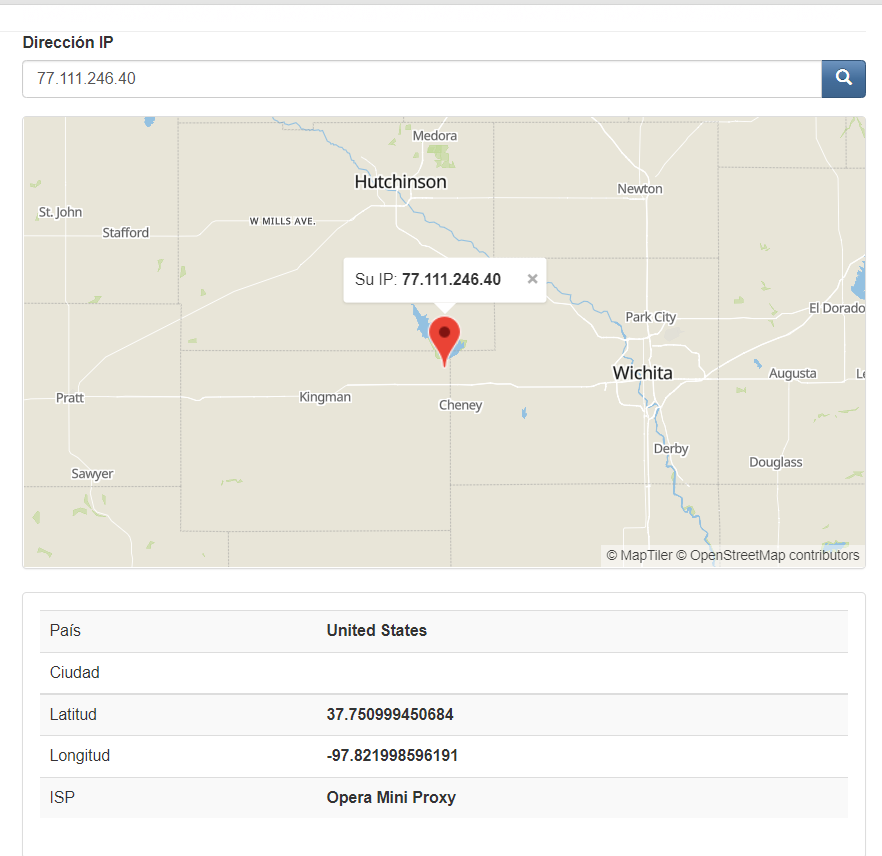 Dirección IP
77.111.246.40
Medora
Hutchinson
Newton
St. John
W MILLS AVE.
Stafford
Su IP: 77.111.246.40 ×
El Dorado
Park City
Wichita
Augusta
Le
Pratt
Kingman
Cheney
Derby
Douglass
Sawyer
© MapTiler © OpenStreetMap contributors
País United States
Ciudad
Latitud 37.750999450684
Longitud -97.821998596191
ISP Opera Mini Proxy